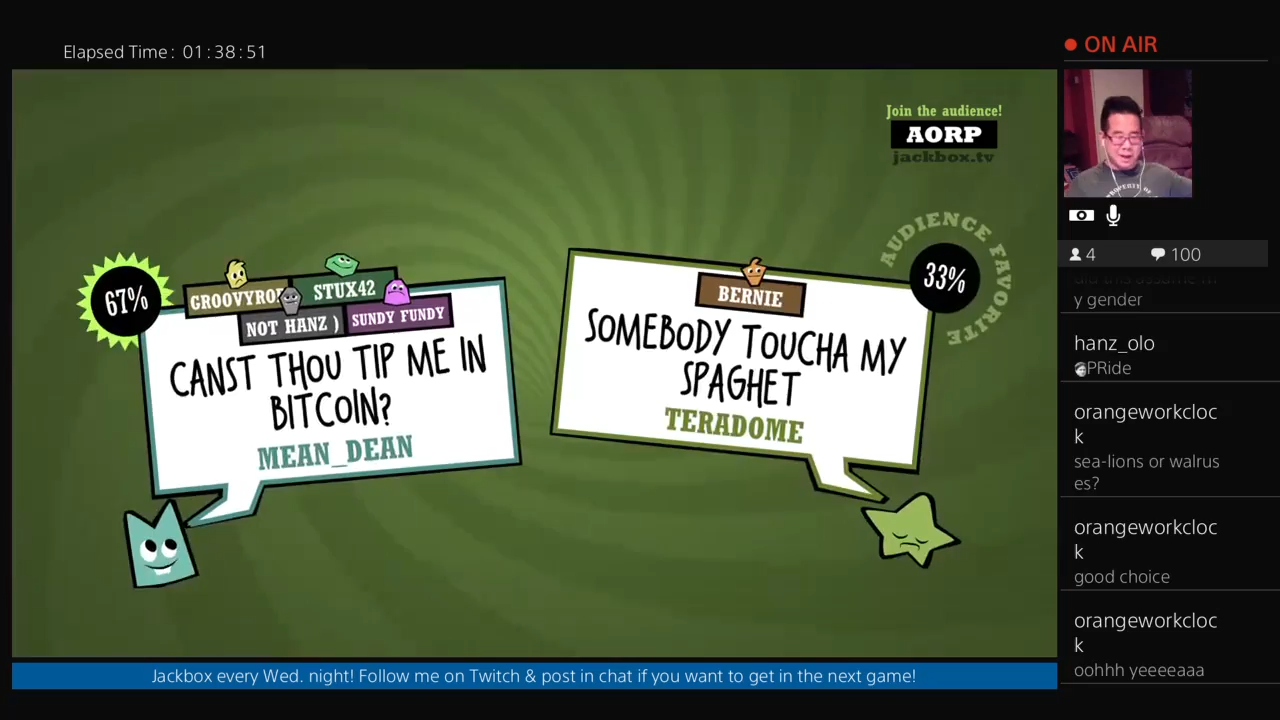 Elapsed Time: 01:38:51
ON AIR
Join the audience!
AORP
jackbox.tv
AUDIENCE FAVORITE
67%
GROOVYRO
STUX42
NOT HANZ )
SUNDY FUNDY
CANST THOU TIP ME IN
BITCOIN?
MEAN_DEAN
33%
BERNIE
SOMEBODY TOUCHA MY
SPAGHET
TERADOME
PROPERTY OF
4
100
y gender
hanz_olo
PRide
orangeworkcloc
k
sea-lions or walrus
es?
orangeworkcloc
k
good choice
orangeworkcloc
k
oohhh yeeeeaaa
Jackbox every Wed. night! Follow me on Twitch & post in chat if you want to get in the next game!